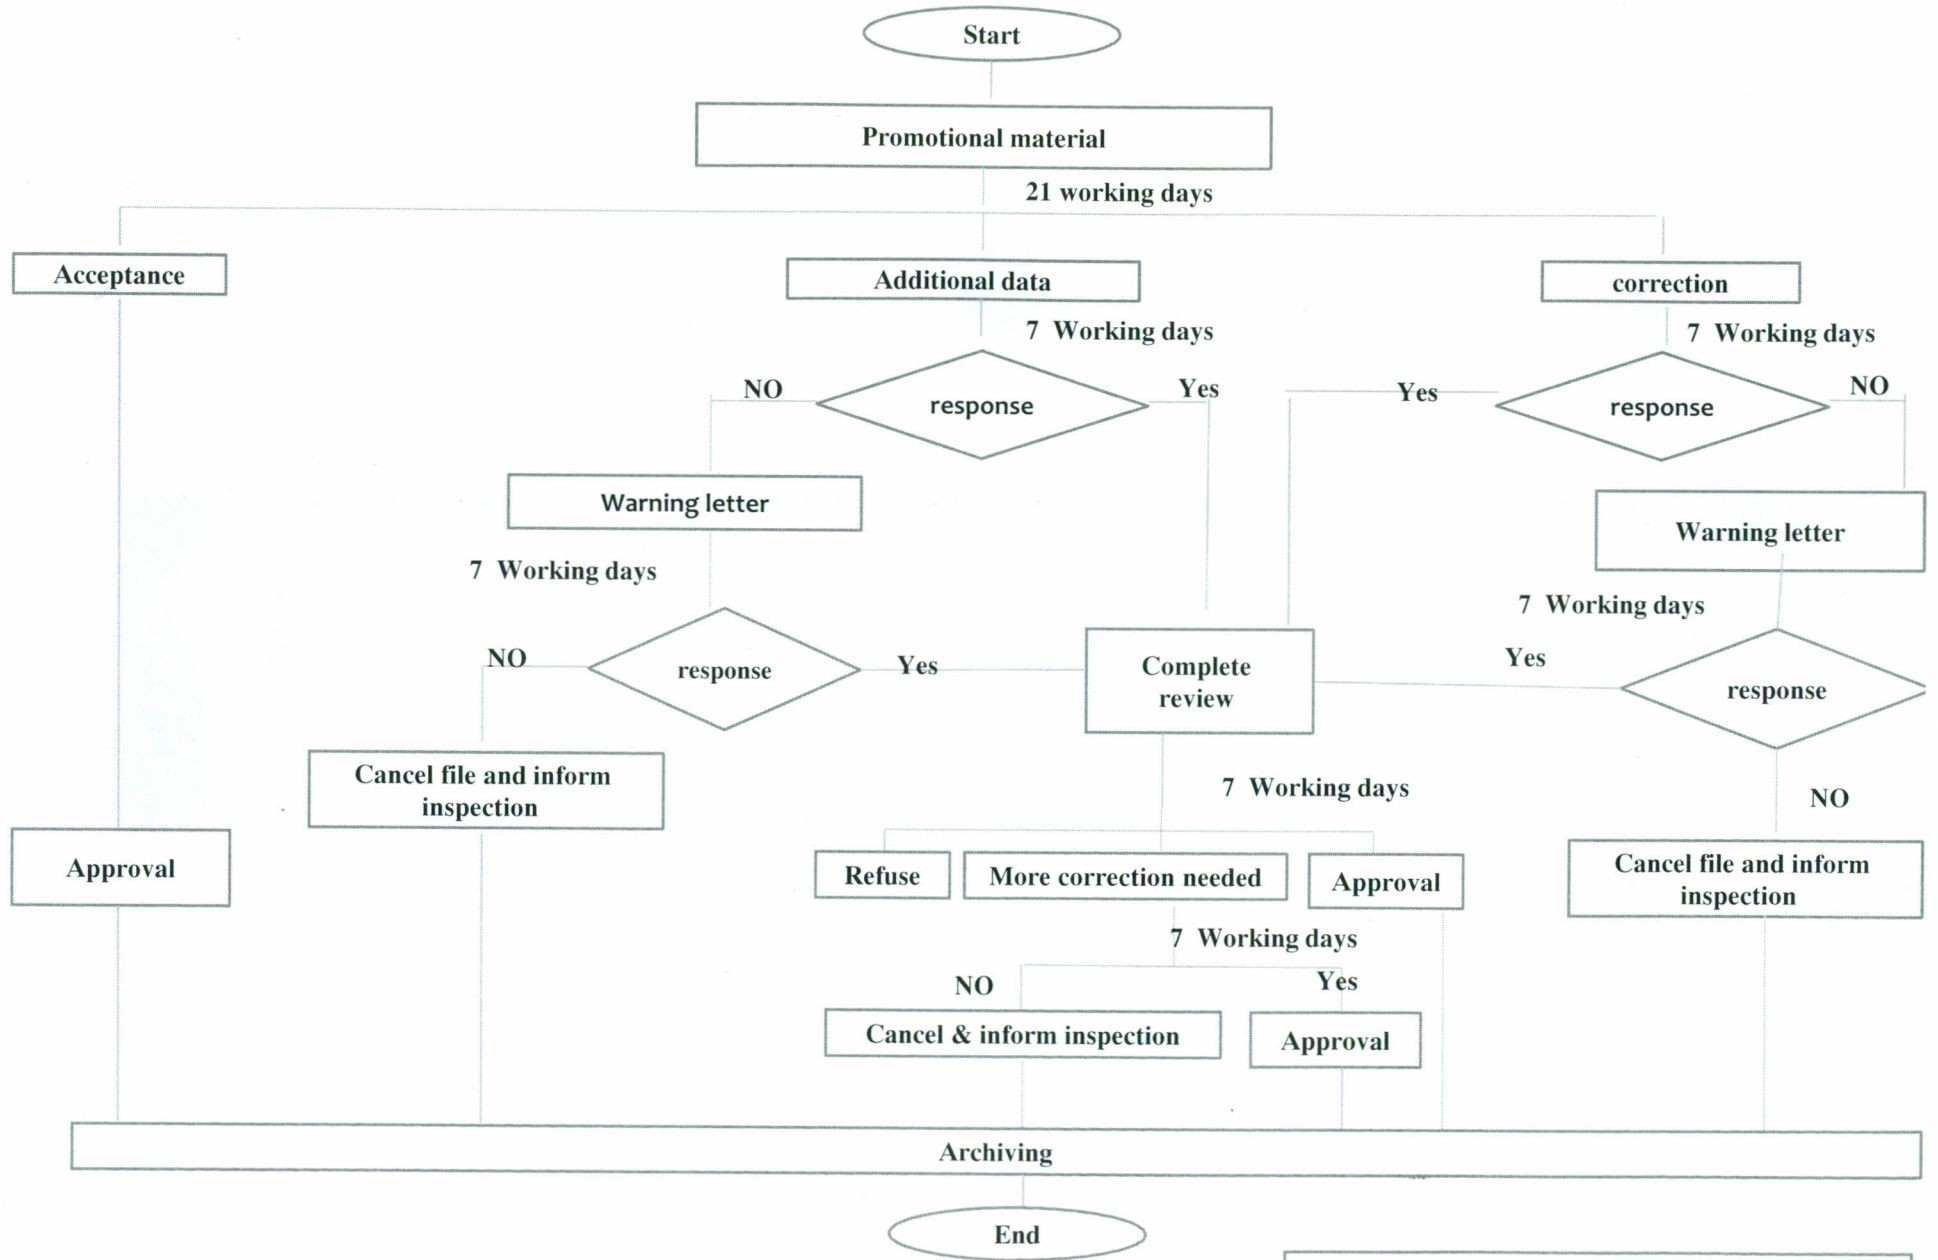 Start
Promotional material
21 working days
Acceptance
Additional data
correction
7 Working days
7 Working days
NO
response
Yes
Yes
response
NO
Warning letter
Warning letter
7 Working days
7 Working days
NO
response
Yes
Complete
review
Yes
response
Cancel file and inform
inspection
7 Working days
NO
Approval
Refuse
More correction needed
Approval
Cancel file and inform
inspection
7 Working days
NO
Yes
Cancel & inform inspection
Approval
Archiving
End